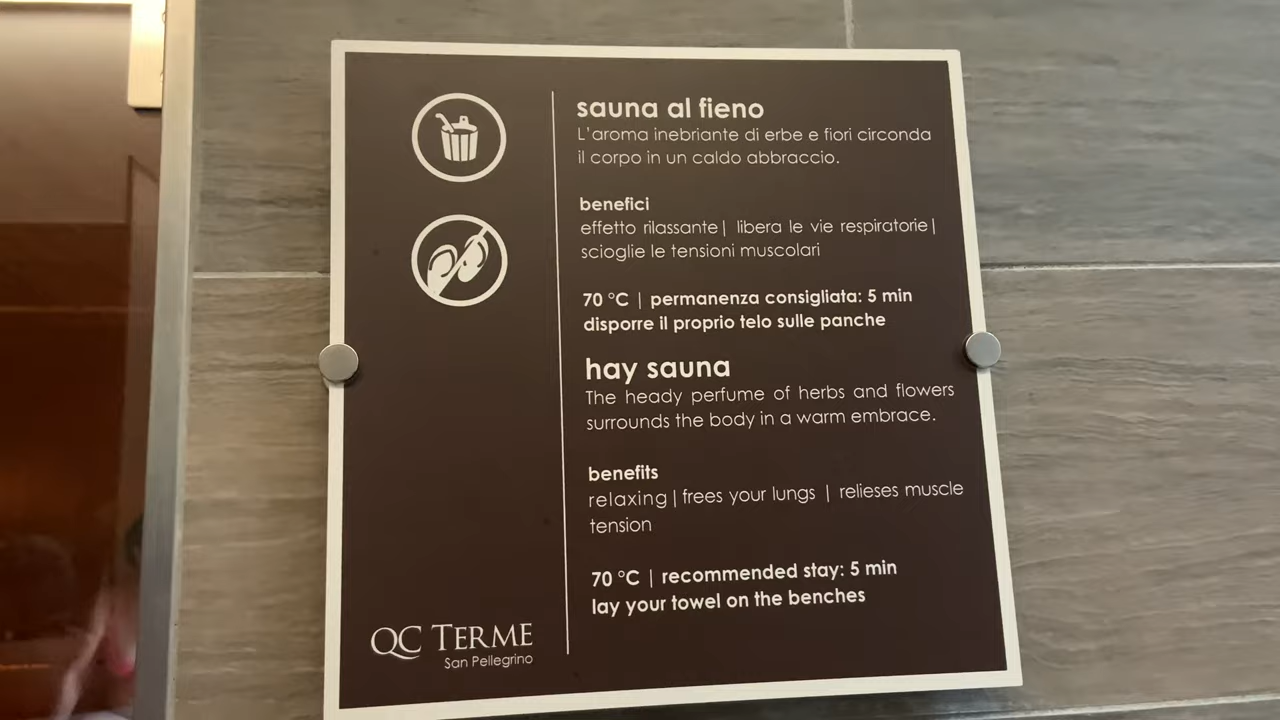 sauna al fieno
L'aroma inebriante di erbe e fiori circonda
il corpo in un caldo abbraccio.
benefici
effetto rilassante| libera le vie respiratorie|
scioglie le tensioni muscolari
70 °C | permanenza consigliata: 5 min
disporre il proprio telo sulle panche
hay sauna
The heady perfume of herbs and flowers
surrounds the body in a warm embrace.
benefits
relaxing|frees your lungs | relieses muscle
tension
70 °C | recommended stay: 5 min
lay your towel on the benches
QC TERME
San Pellegrino